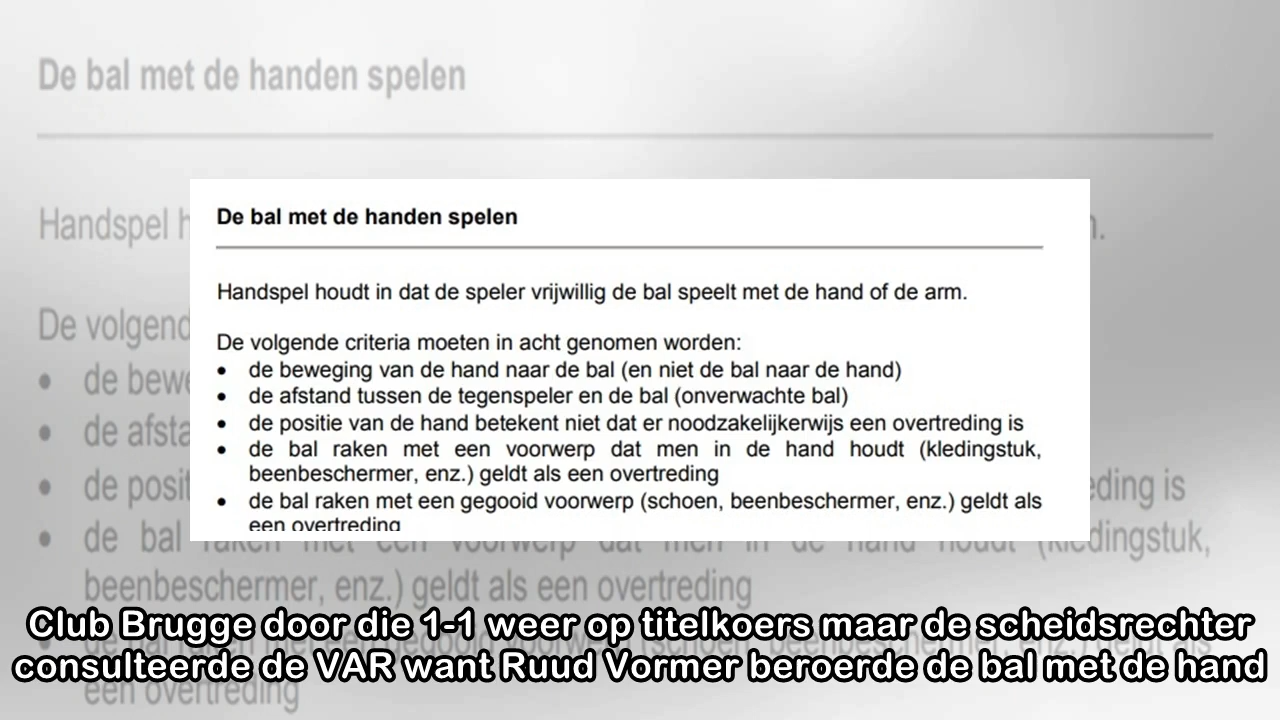 De bal met de handen spelen
De bal met de handen spelen
Handspel houdt in dat de speler vrijwillig de bal speelt met de hand of de arm.
De volgende criteria moeten in acht genomen worden:
• de beweging van de hand naar de bal (en niet de bal naar de hand)
• de afstand tussen de tegenspeler en de bal (onverwachte bal)
• de positie van de hand betekent niet dat er noodzakelijkerwijs een overtreding is
• de bal raken met een voorwerp dat men in de hand houdt (kledingstuk,
beenbeschermer, enz.) geldt als een overtreding
• de bal raken met een gegooid voorwerp (schoen, beenbeschermer, enz.) geldt als
een overtreding
beenbeschermer, enz.) geldt als een overtreding
Club Brugge door die 1-1 weer op titelkoers maar de scheidsrechter
consulteerde de VAR want Ruud Vormer beroerde de bal met de hand
een overtreding